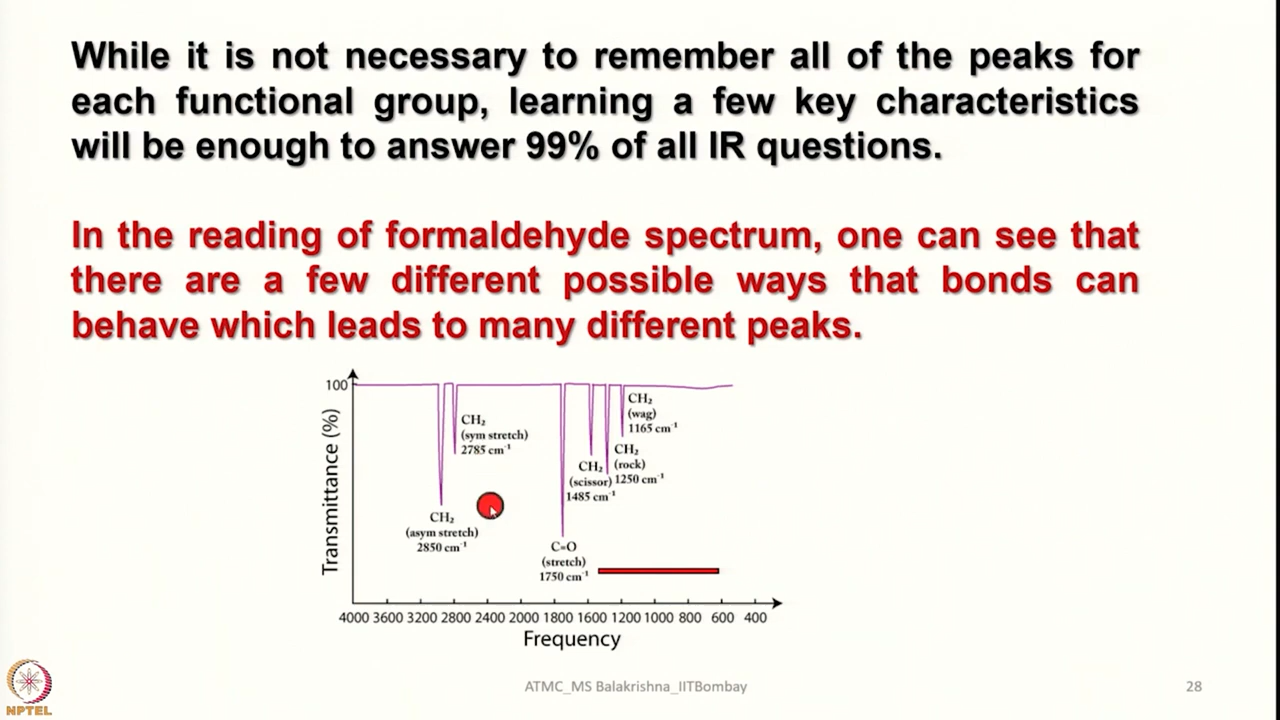 While it is not necessary to remember all of the peaks for
each functional group, learning a few key characteristics
will be enough to answer 99% of all IR questions.
In the reading of formaldehyde spectrum, one can see that
there are a few different possible ways that bonds can
behave which leads to many different peaks.
100
Transmittance (%)
CH₂
(sym stretch)
2785 cm⁻¹
CH₂
(asym stretch)
2850 cm⁻¹
C=O
(stretch)
1750 cm⁻¹
CH₂
(scissor)
1485 cm⁻¹
CH₂
(rock)
1250 cm⁻¹
CH₂
(wag)
1165 cm⁻¹
4000 3600 3200 2800 2400 2000 1800 1600 1200 1000 800 600 400
Frequency
NPTEL
ATMC_MS Balakrishna_IITBombay
28